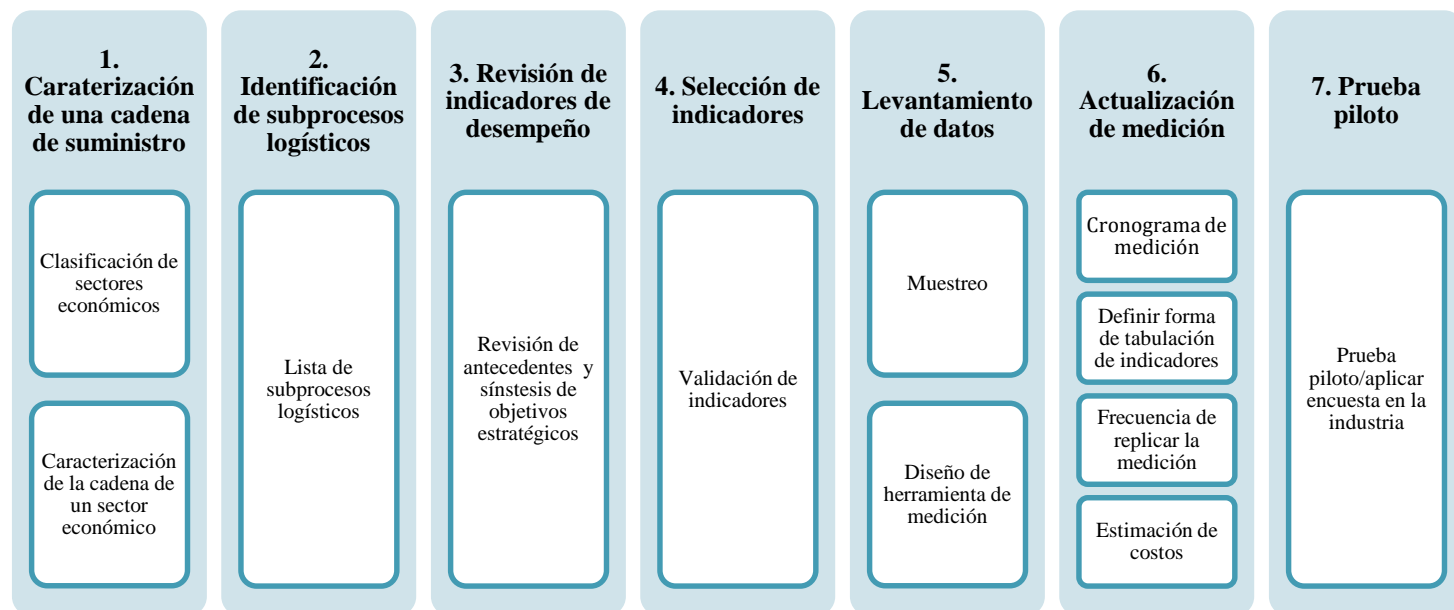 1.
Caraterización
de una cadena
de suministro
Clasificación de
sectores
económicos
Caracterización
de la cadena de
un sector
económico
2.
Identificación
de subprocesos
logísticos
Lista de
subprocesos
logísticos
3. Revisión de
indicadores de
desempeño
Revisión de
antecedentes y
sínstesis de
objetivos
estratégicos
4. Selección de
indicadores
Validación de
indicadores
5.
Levantamiento
de datos
Muestreo
Diseño de
herramienta de
medición
6.
Actualización
de medición
Cronograma de
medición
Definir forma
de tabulación
de indicadores
Frecuencia de
replicar la
medición
Estimación de
costos
7. Prueba
piloto
Prueba
piloto/aplicar
encuesta en la
industria